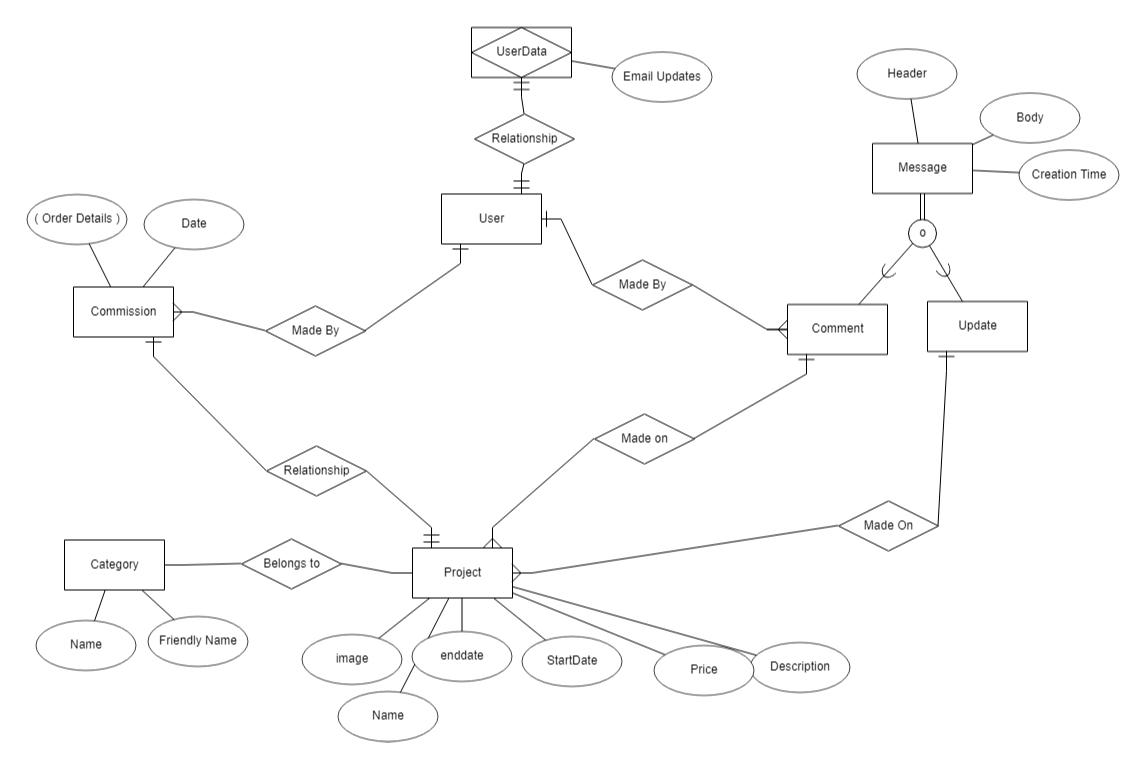 UserData
Email Updates
Header
Body
Relationship
Message
Creation Time
( Order Details )
Date
User
o
Made By
Commission
Made By
Comment
Update
Made on
Relationship
Made On
Category
Belongs to
Project
Name
Friendly Name
image
enddate
StartDate
Price
Description
Name